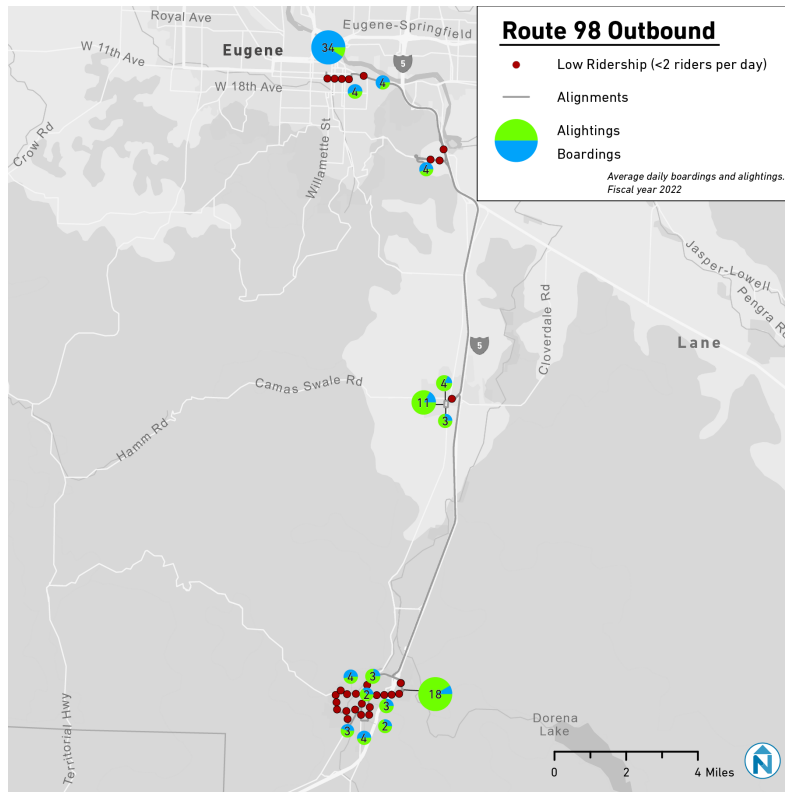 Route 98 Outbound
Low Ridership (<2 riders per day)
Alignments
Alightings
Boardings
Average daily boardings and alightings.
Fiscal year 2022
Royal Ave
Eugene-Springfield
W 11th Ave
Eugene
34
5
W 18th Ave
4
4
Crow Rd
Willamette St
4
Jasper-Lowell
Pengra Rd
Cloverdale Rd
5
Lane
Camas Swale Rd
4
11
3
Hamm Rd
4
3
2
18
3
3
2
4
Territorial Hwy
Dorena
Lake
0
2
4 Miles
N